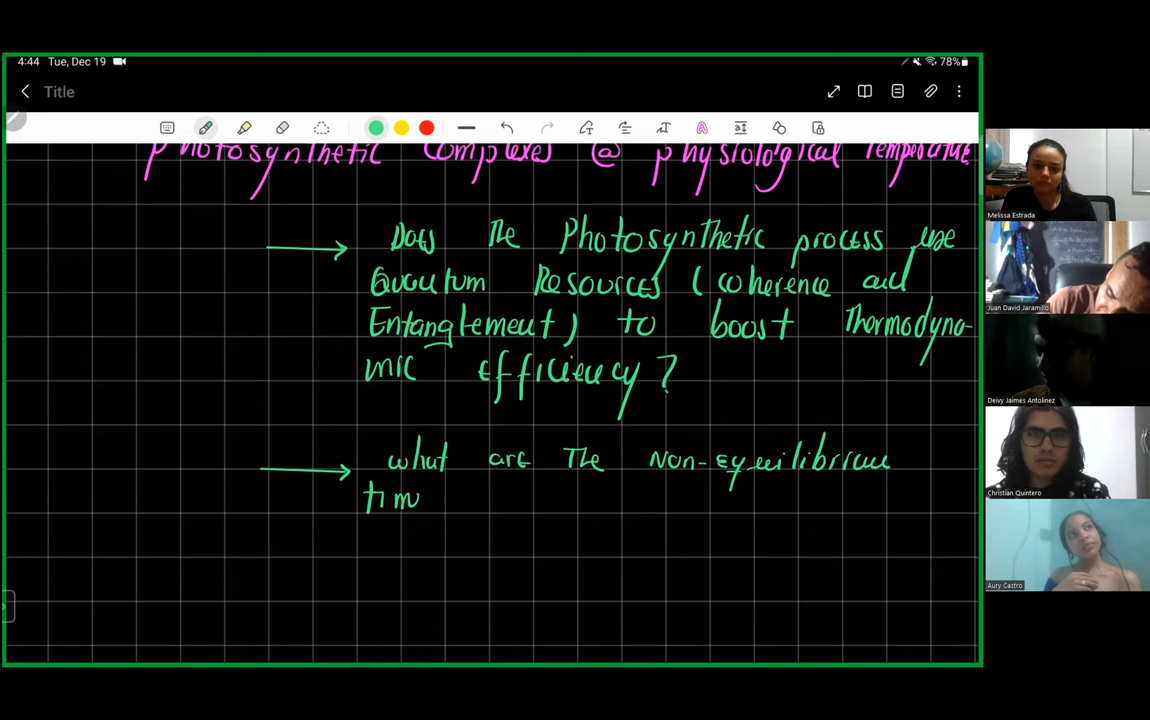 4:44 Tue, Dec 19 78%
Title
Photosynthetic Complexes @ physiological Temperature.
Does The Photosynthetic process use
Quantum Resources (coherence and
Entanglement) to boost Thermodyna-
mic efficiency?
what are The Non-Equilibrium
tim
Melissa Estrada
Juan David Jaramillo
Deivy Jaimes Antolinez
Christian Quintero
Aury Castro